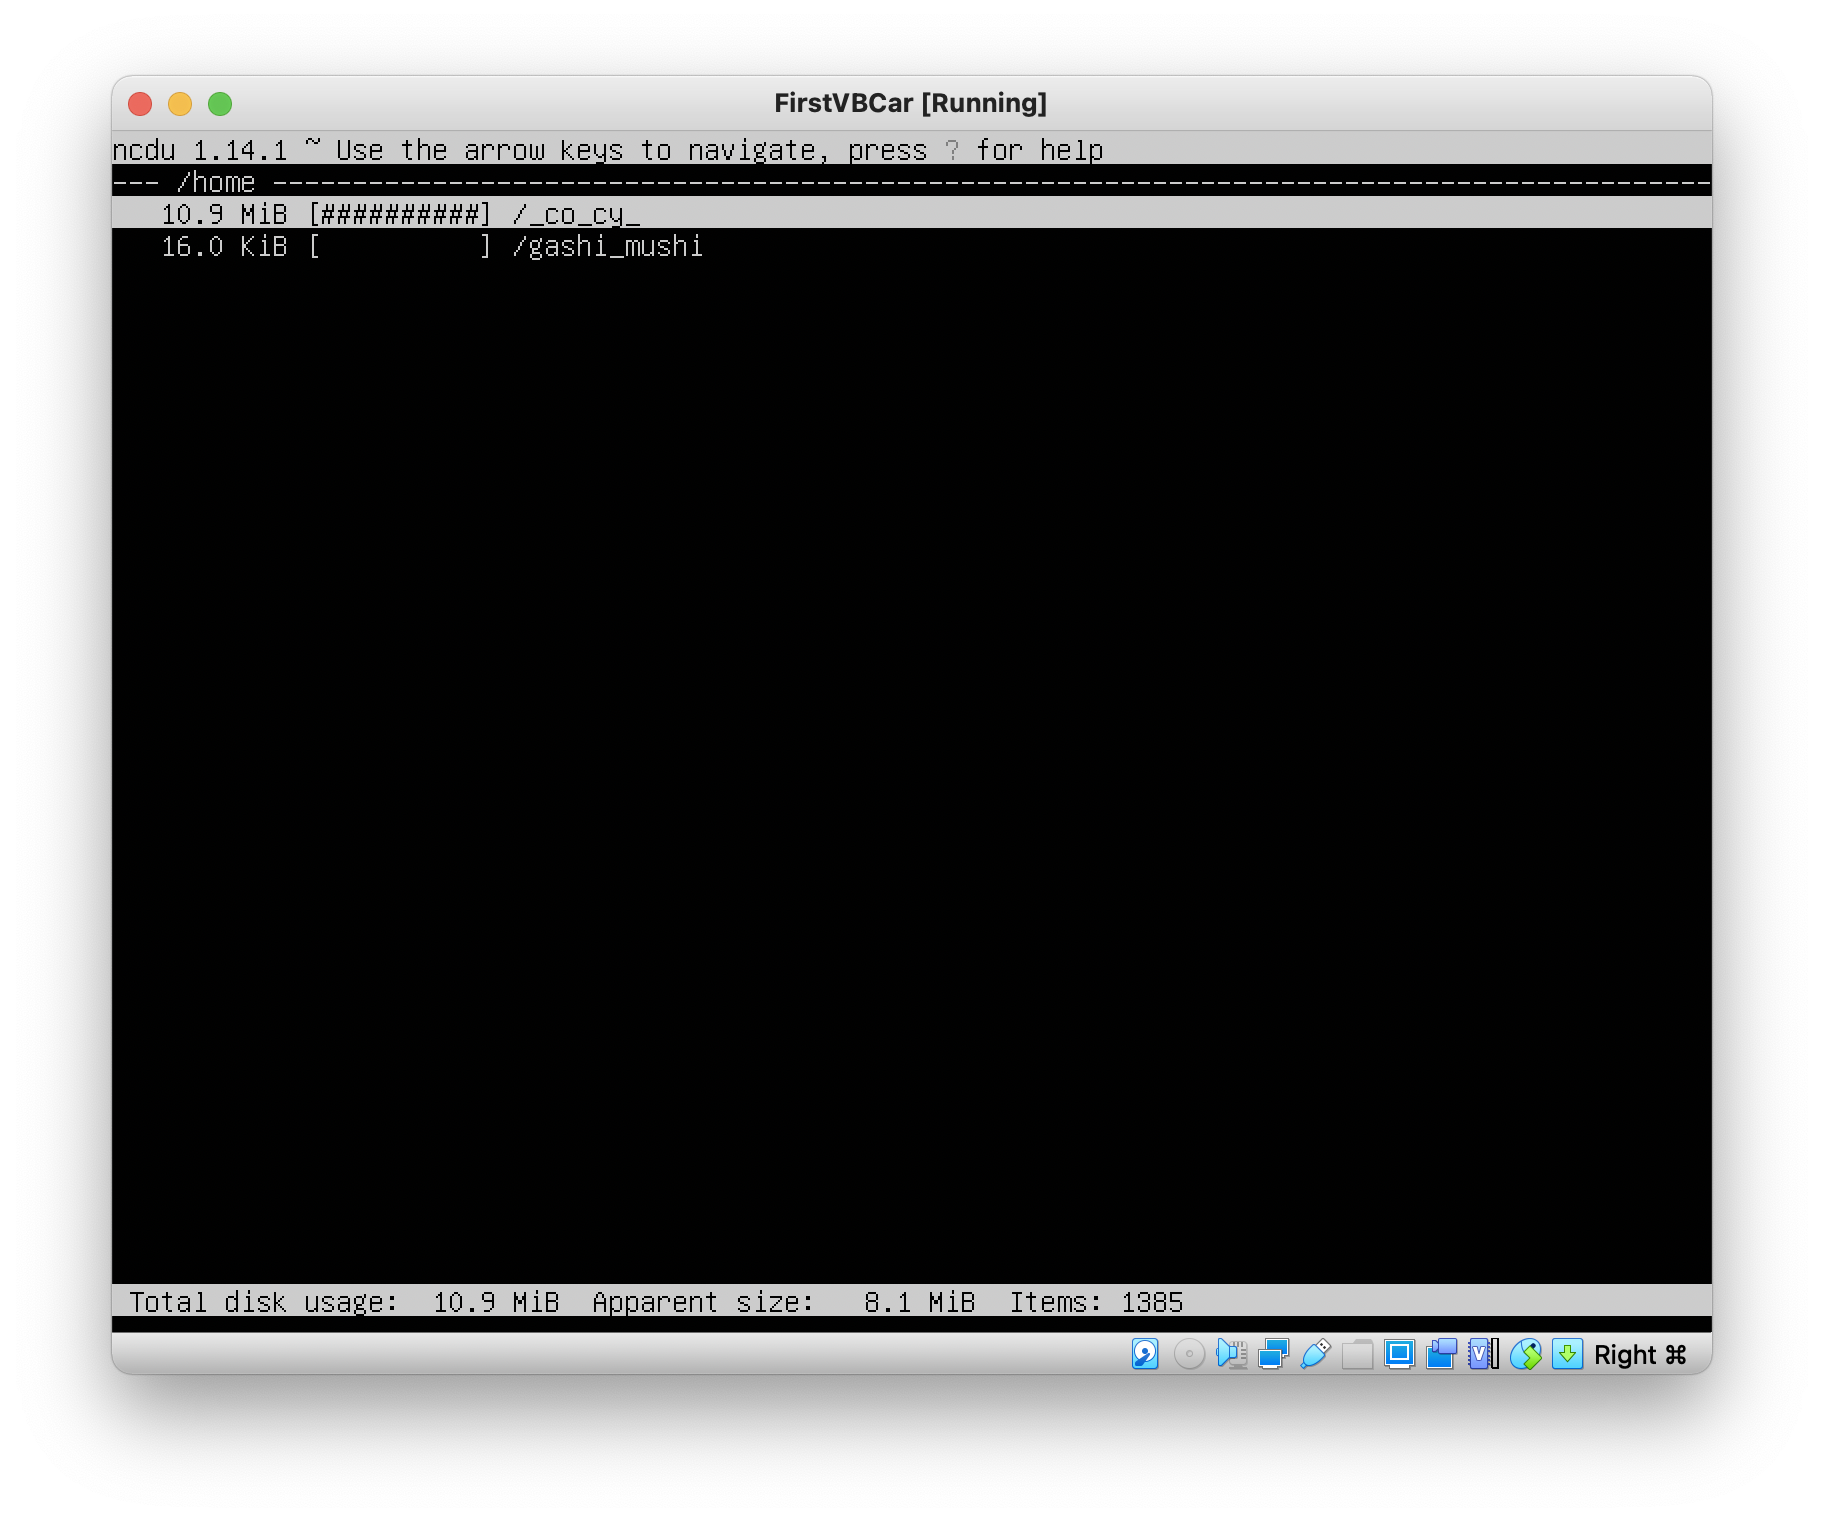 FirstVBCar [Running]
ncdu 1.14.1 ~ Use the arrow keys to navigate, press ? for help
--- /home ------------------------------------------------------------------------------------------
10.9 MiB [##########] /_co_cy_
16.0 KiB [          ] /gashi_mushi
Total disk usage:  10.9 MiB  Apparent size:   8.1 MiB  Items: 1385
Right ⌘